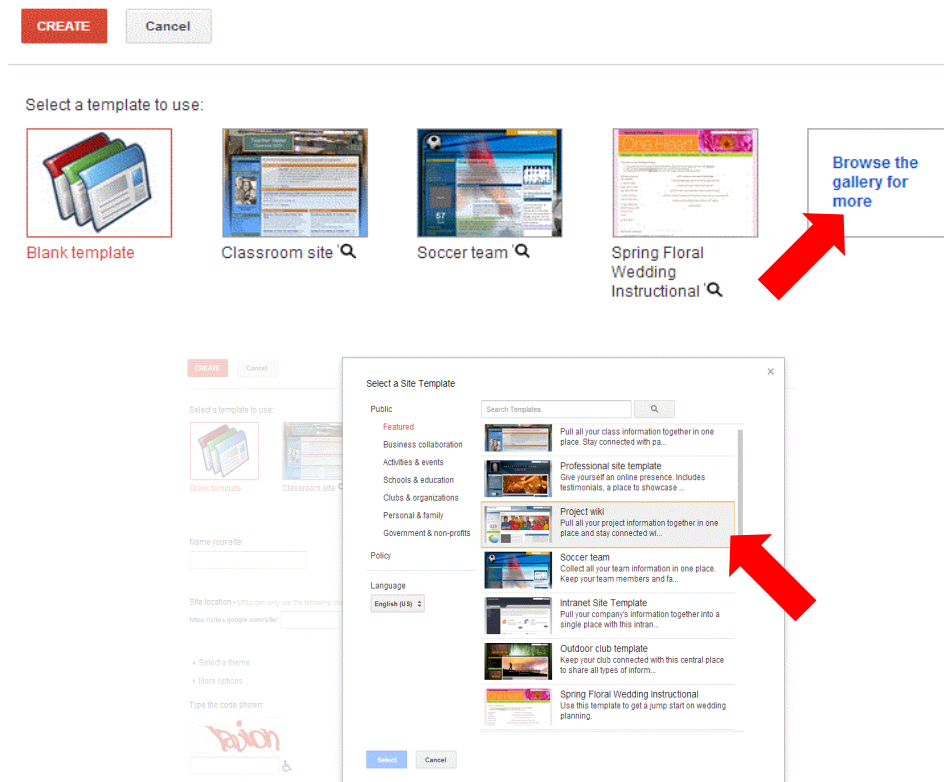 CREATE
Cancel
Select a template to use:
Blank template
Classroom site
Soccer team
Spring Floral
Wedding
Instructional
Browse the
gallery for
more
CREATE
Cancel
Select a template to use:
Blank template
Classroom site
Name your site:
Site location – URLs can only use the following cha
https://sites.google.com/site/
Select a theme
More options
Type the code shown:
Select a Site Template
Public
Featured
Business collaboration
Activities & events
Schools & education
Clubs & organizations
Personal & family
Government & non-profits
Policy
Language
English (US)
Search Templates
Pull all your class information together in one
place. Stay connected with pa...
Professional site template
Give yourself an online presence. Includes
testimonials, a place to showcase ...
Project wiki
Pull all your project information together in one
place and stay connected wi...
Soccer team
Collect all your team information in one place.
Keep your team members and fa...
Intranet Site Template
Pull your company's information together into a
single place with this intran...
Outdoor club template
Keep your club connected with this central place
to share all types of inform...
Spring Floral Wedding Instructional
Use this template to get a jump start on wedding
planning.
Select
Cancel